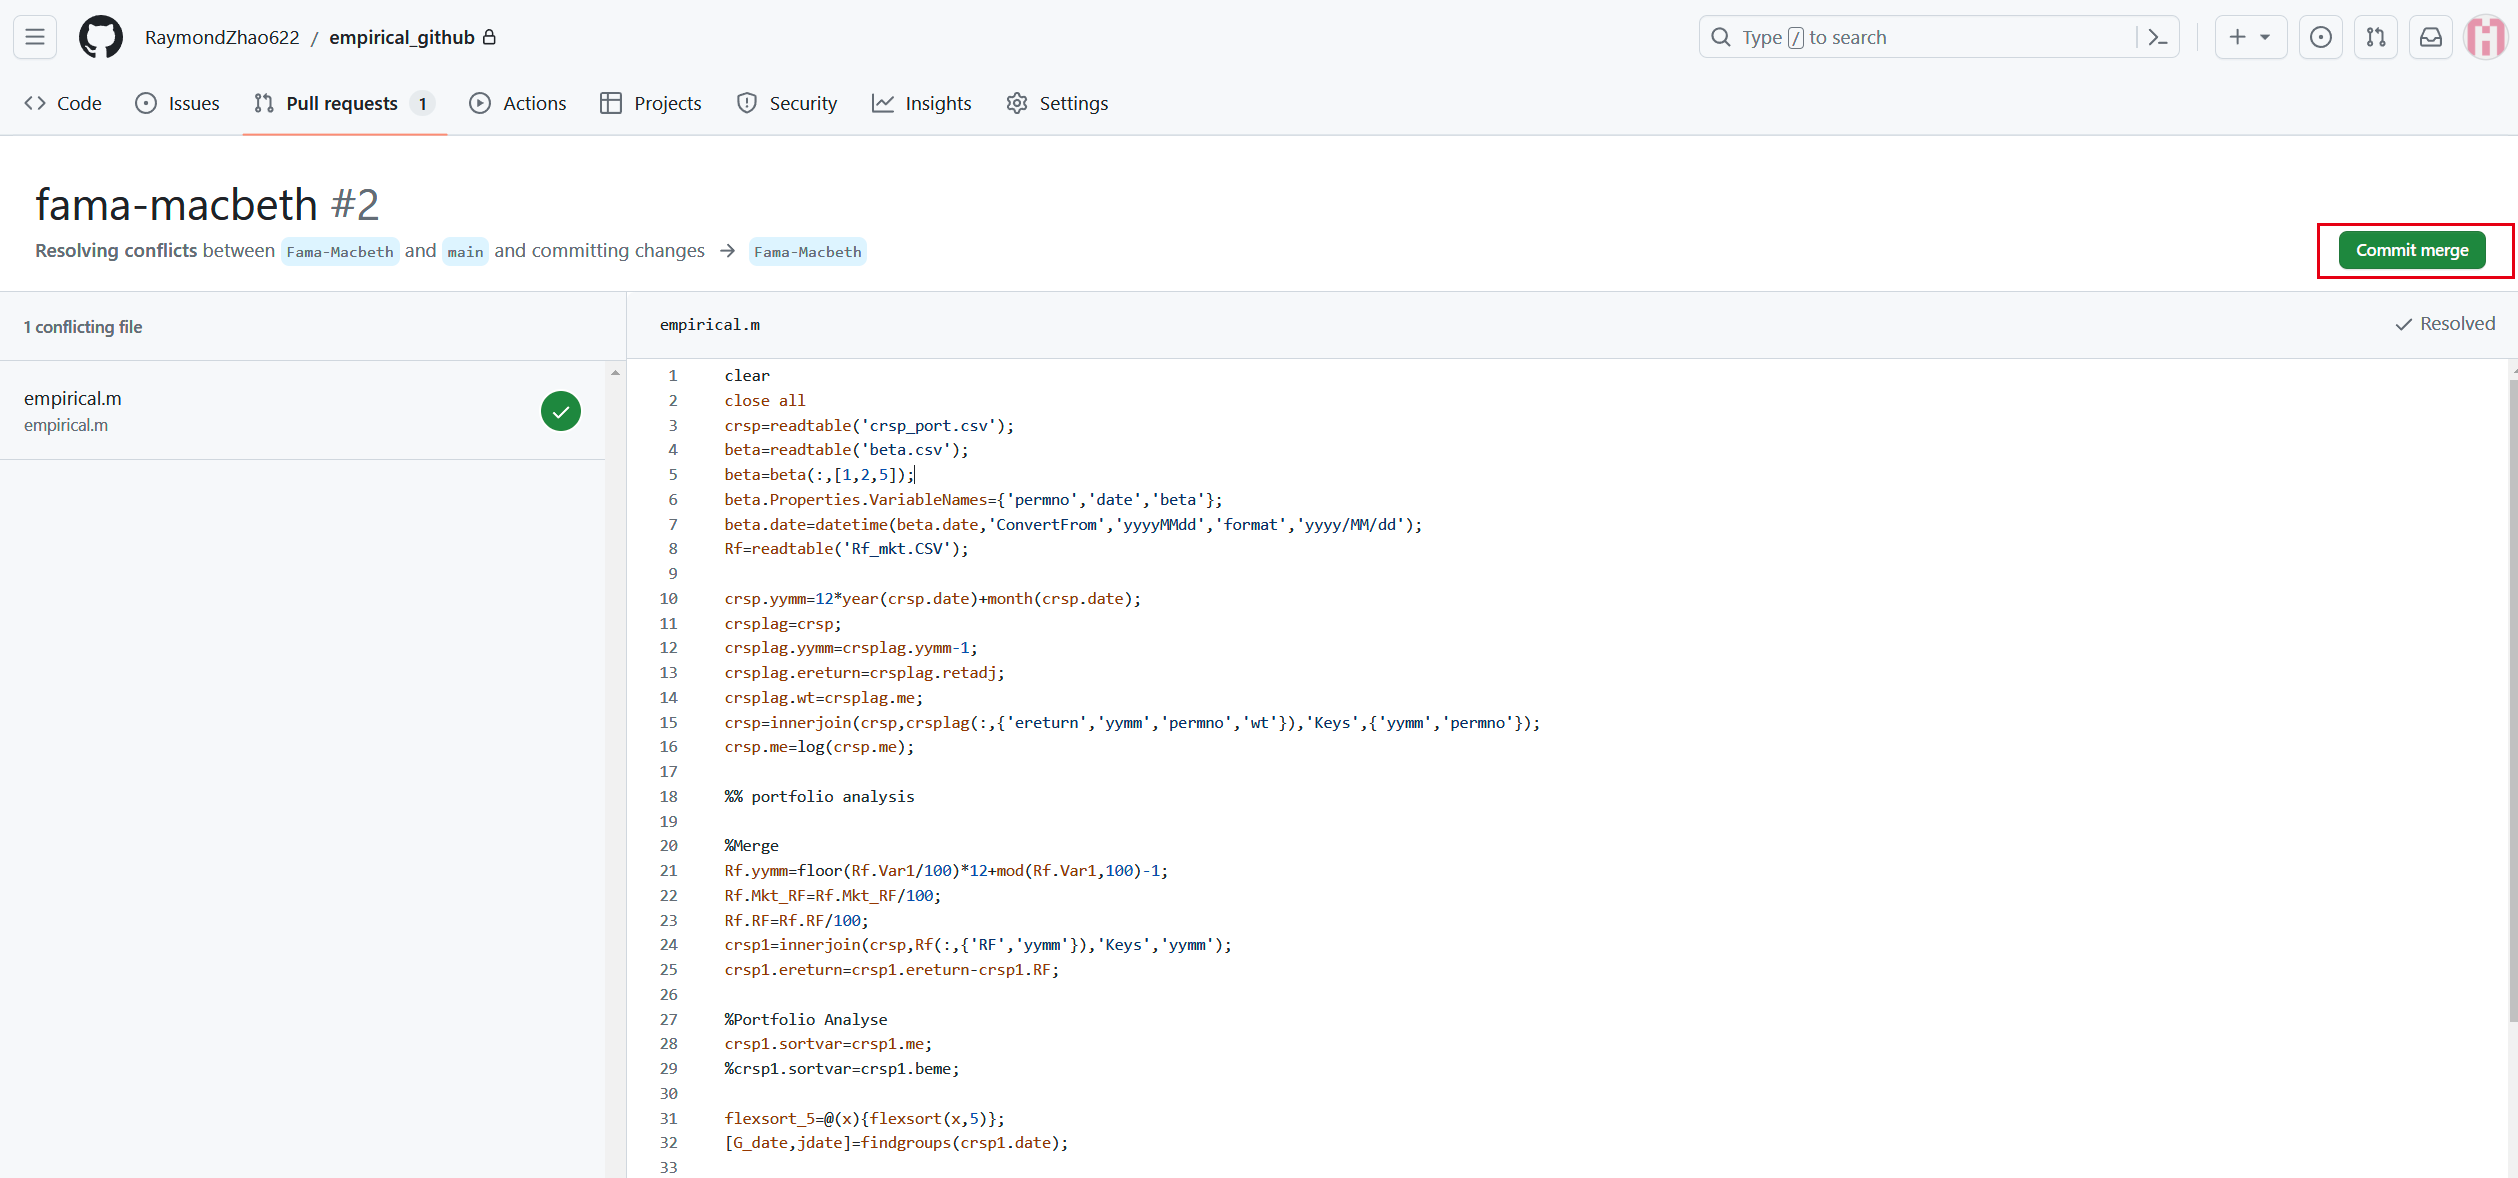 RaymondZhao622 / empirical_github
Type / to search
Code
Issues
Pull requests 1
Actions
Projects
Security
Insights
Settings
fama-macbeth #2
Resolving conflicts between Fama-Macbeth and main and committing changes → Fama-Macbeth
Commit merge
1 conflicting file
empirical.m
empirical.m
empirical.m
Resolved
1 clear
2 close all
3 crsp=readtable('crsp_port.csv');
4 beta=readtable('beta.csv');
5 beta=beta(:,[1,2,5]);
6 beta.Properties.VariableNames={'permno','date','beta'};
7 beta.date=datetime(beta.date,'ConvertFrom','yyyyMMdd','format','yyyy/MM/dd');
8 Rf=readtable('Rf_mkt.CSV');
9
10 crsp.yymm=12*year(crsp.date)+month(crsp.date);
11 crsplag=crsp;
12 crsplag.yymm=crsplag.yymm-1;
13 crsplag.ereturn=crsplag.retadj;
14 crsplag.wt=crsplag.me;
15 crsp=innerjoin(crsp,crsplag(:,{'ereturn','yymm','permno','wt'}),'Keys',{'yymm','permno'});
16 crsp.me=log(crsp.me);
17
18 %% portfolio analysis
19
20 %Merge
21 Rf.yymm=floor(Rf.Var1/100)*12+mod(Rf.Var1,100)-1;
22 Rf.Mkt_RF=Rf.Mkt_RF/100;
23 Rf.RF=Rf.RF/100;
24 crsp1=innerjoin(crsp,Rf(:,{'RF','yymm'}),'Keys','yymm');
25 crsp1.ereturn=crsp1.ereturn-crsp1.RF;
26
27 %Portfolio Analyse
28 crsp1.sortvar=crsp1.me;
29 %crsp1.sortvar=crsp1.beme;
30
31 flexsort_5=@(x){flexsort(x,5)};
32 [G_date,jdate]=findgroups(crsp1.date);
33